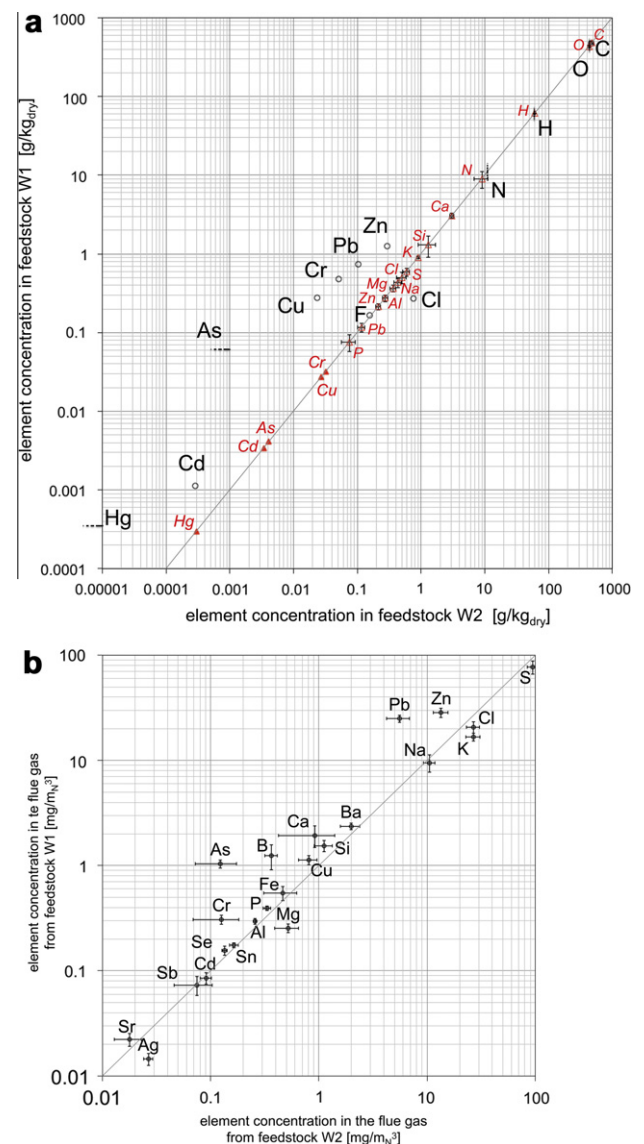 a
1000
100
10
1
0.1
0.01
0.001
0.0001
element concentration in feedstock W1 [g/kgdry]
O C
O C
H
H
N
N
Ca
Zn
Si
Pb
K
Cr
Cl S
Mg Na
Cu
Zn Al Cl
F
Pb
As
P
Cr
Cu
As
Cd
Cd
Hg
Hg
0.00001 0.0001 0.001 0.01 0.1 1 10 100 1000
element concentration in feedstock W2 [g/kgdry]
b
100
10
1
0.1
0.01
element concentration in te flue gas
from feedstock W1 [mg/mN3]
S
Pb Zn
Cl
Na K
Ca Ba
As B Si
Cu
Fe
Cr P Mg
Al
Se
Sn
Sb Cd
Sr
Ag
0.01 0.1 1 10 100
element concentration in the flue gas
from feedstock W2 [mg/mN3]